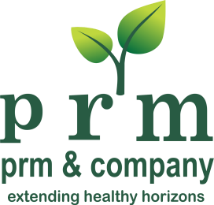 prm
prm & company
extending healthy horizons